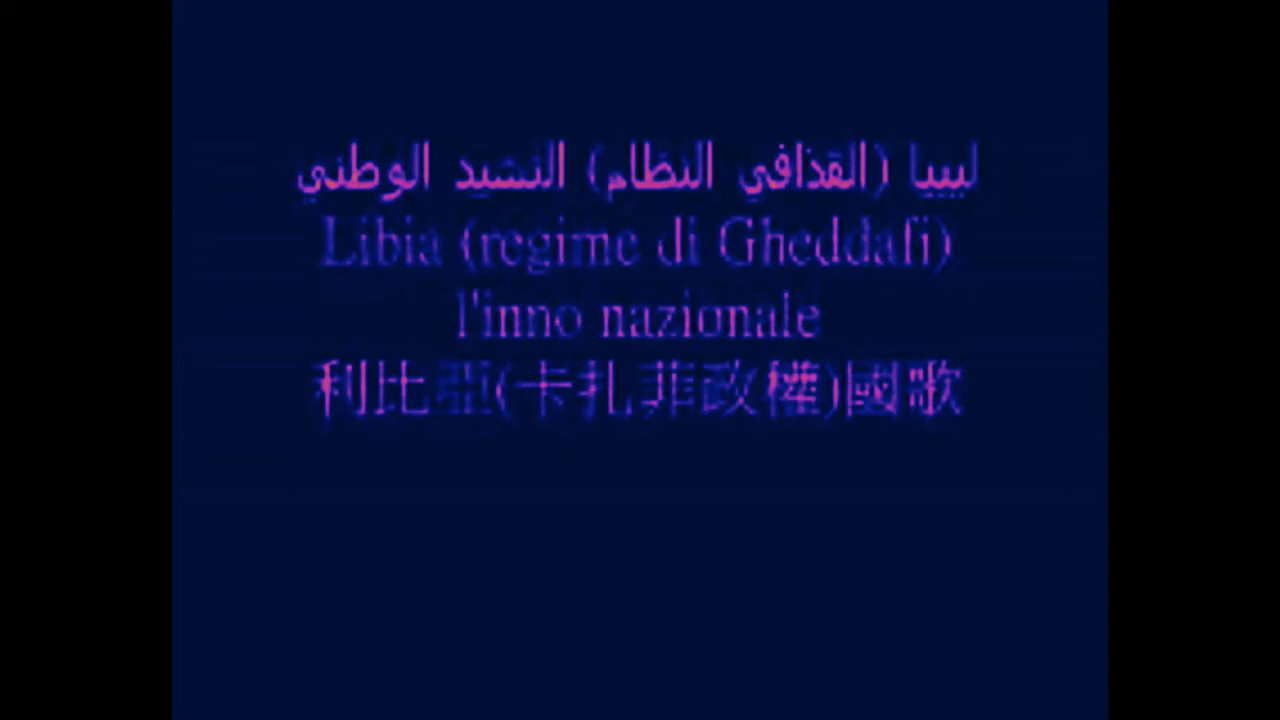 ليبيا (القذافي النظام) النشيد الوطني
Libia (regime di Gheddafi)
l'inno nazionale
利比亞(卡扎菲政權)國歌